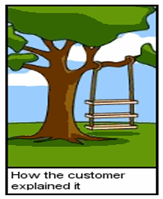 How the customer
explained it